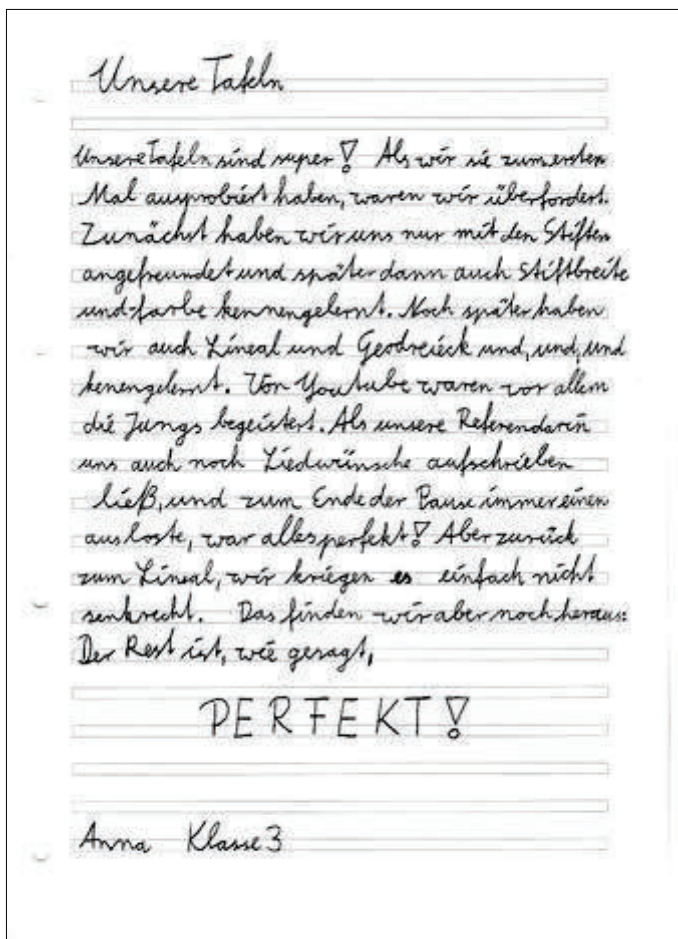 Unsere Tafeln
Unsere Tafeln sind super! Als wir sie zum ersten
Mal ausprobiert haben, waren wir überfordert.
Zunächst haben wir uns nur mit den Stiften
angefreundet und später dann auch Stiftbreite
und -farbe kennengelernt. Noch später haben
wir auch Lineal und Geodreieck und, und, und
kenengelernt. Von Youtube waren vor allem
die Jungs begeistert. Als unsere Referendarin
uns auch noch Liedwünsche aufschrieben
ließ, und zum Ende der Pause immer einen
ausloste, war alles perfekt! Aber zurück
zum Lineal, wir kriegen es einfach nicht
senkrecht. Das finden wir aber noch heraus.
Der Rest ist, wie gesagt,
PERFEKT!
Anna Klasse 3